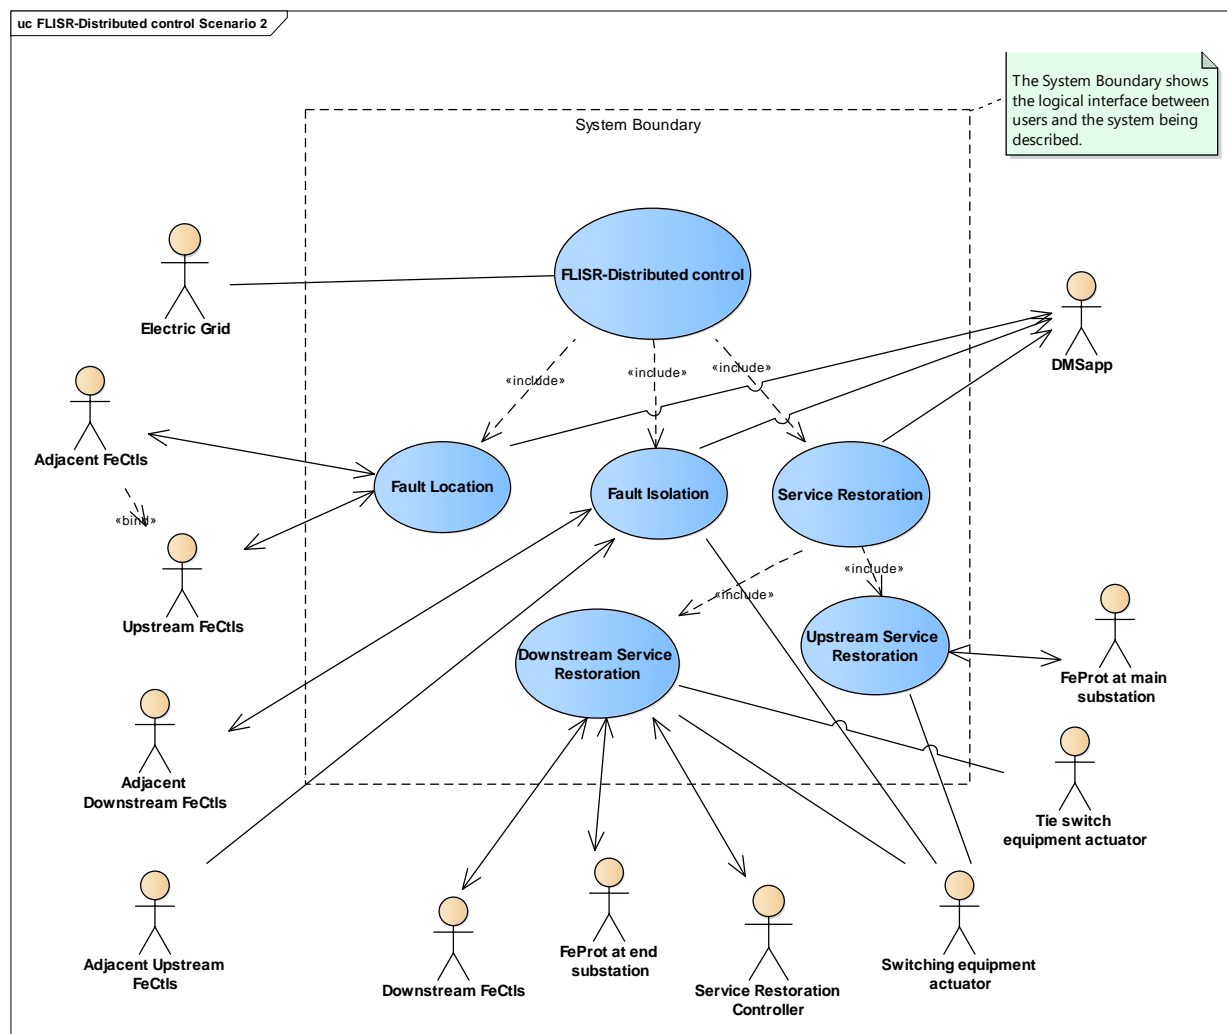 uc FLISR-Distributed control Scenario 2
The System Boundary shows
the logical interface between
users and the system being
described.
System Boundary
FLISR-Distributed control
Electric Grid
DMSapp
«include»
«include»
«include»
Adjacent FeCtls
Fault Location
Fault Isolation
Service Restoration
«bind»
«include»
«include»
Upstream FeCtls
Downstream Service
Restoration
Upstream Service
Restoration
FeProt at main
substation
Adjacent
Downstream FeCtls
Tie switch
equipment actuator
Adjacent Upstream
FeCtls
Downstream FeCtls
FeProt at end
substation
Service Restoration
Controller
Switching equipment
actuator